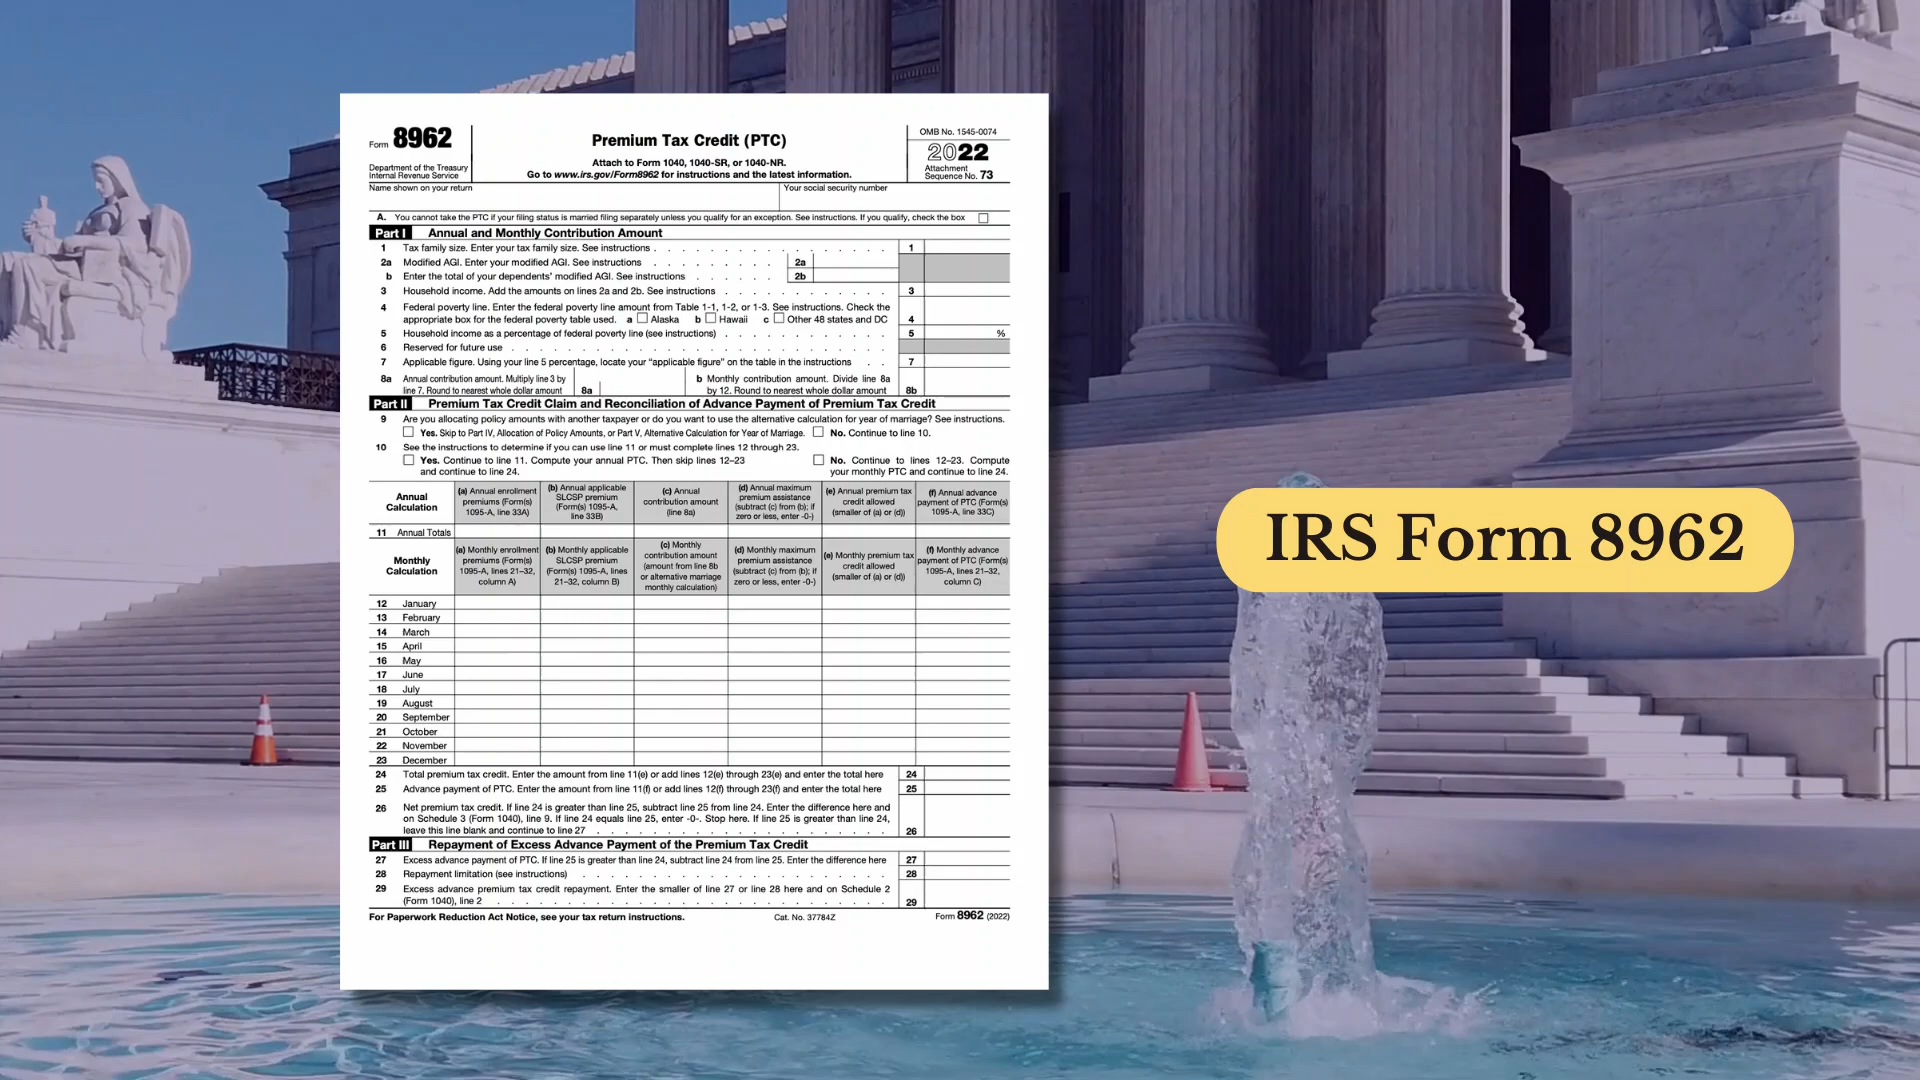 Form 8962
Department of the Treasury
Internal Revenue Service
Premium Tax Credit (PTC)
Attach to Form 1040, 1040-SR, or 1040-NR.
Go to www.irs.gov/Form8962 for instructions and the latest information.
OMB No. 1545-0074
2022
Attachment
Sequence No. 73
Name shown on your return
Your social security number
A. You cannot take the PTC if your filing status is married filing separately unless you qualify for an exception. See instructions. If you qualify, check the box
Part I Annual and Monthly Contribution Amount
1 Tax family size. Enter your tax family size. See instructions . . . . . . . . . . . . . . . . . 1
2a Modified AGI. Enter your modified AGI. See instructions . . . . . . . . . 2a
b Enter the total of your dependents' modified AGI. See instructions . . . . . . 2b
3 Household income. Add the amounts on lines 2a and 2b. See instructions . . . . . . . . . . . . 3
4 Federal poverty line. Enter the federal poverty line amount from Table 1-1, 1-2, or 1-3. See instructions. Check the
appropriate box for the federal poverty table used. a Alaska b Hawaii c Other 48 states and DC 4
5 Household income as a percentage of federal poverty line (see instructions) . . . . . . . . . . . . 5 %
6 Reserved for future use . . . . . . . . . . . . . . . . . . . . . . . . . . .
7 Applicable figure. Using your line 5 percentage, locate your "applicable figure" on the table in the instructions . . 7
8a Annual contribution amount. Multiply line 3 by
line 7. Round to nearest whole dollar amount 8a
b Monthly contribution amount. Divide line 8a
by 12. Round to nearest whole dollar amount 8b
Part II Premium Tax Credit Claim and Reconciliation of Advance Payment of Premium Tax Credit
9 Are you allocating policy amounts with another taxpayer or do you want to use the alternative calculation for year of marriage? See instructions.
Yes. Skip to Part IV, Allocation of Policy Amounts, or Part V, Alternative Calculation for Year of Marriage. No. Continue to line 10.
10 See the instructions to determine if you can use line 11 or must complete lines 12 through 23.
Yes. Continue to line 11. Compute your annual PTC. Then skip lines 12–23
and continue to line 24.
No. Continue to lines 12–23. Compute
your monthly PTC and continue to line 24.
Annual
Calculation
(a) Annual enrollment
premiums (Form(s)
1095-A, line 33A)
(b) Annual applicable
SLCSP premium
(Form(s) 1095-A,
line 33B)
(c) Annual
contribution amount
(line 8a)
(d) Annual maximum
premium assistance
(subtract (c) from (b); if
zero or less, enter -0-)
(e) Annual premium tax
credit allowed
(smaller of (a) or (d))
(f) Annual advance
payment of PTC (Form(s)
1095-A, line 33C)
11 Annual Totals
Monthly
Calculation
(a) Monthly enrollment
premiums (Form(s)
1095-A, lines 21–32,
column A)
(b) Monthly applicable
SLCSP premium
(Form(s) 1095-A, lines
21–32, column B)
(c) Monthly
contribution amount
(amount from line 8b
or alternative marriage
monthly calculation)
(d) Monthly maximum
premium assistance
(subtract (c) from (b); if
zero or less, enter -0-)
(e) Monthly premium tax
credit allowed
(smaller of (a) or (d))
(f) Monthly advance
payment of PTC (Form(s)
1095-A, lines 21–32,
column C)
12 January
13 February
14 March
15 April
16 May
17 June
18 July
19 August
20 September
21 October
22 November
23 December
24 Total premium tax credit. Enter the amount from line 11(e) or add lines 12(e) through 23(e) and enter the total here 24
25 Advance payment of PTC. Enter the amount from line 11(f) or add lines 12(f) through 23(f) and enter the total here 25
26 Net premium tax credit. If line 24 is greater than line 25, subtract line 25 from line 24. Enter the difference here and
on Schedule 3 (Form 1040), line 9. If line 24 equals line 25, enter -0-. Stop here. If line 25 is greater than line 24,
leave this line blank and continue to line 27 . . . . . . . . . . . . . . . . . . . . 26
Part III Repayment of Excess Advance Payment of the Premium Tax Credit
27 Excess advance payment of PTC. If line 25 is greater than line 24, subtract line 24 from line 25. Enter the difference here 27
28 Repayment limitation (see instructions) . . . . . . . . . . . . . . . . . . . . . 28
29 Excess advance premium tax credit repayment. Enter the smaller of line 27 or line 28 here and on Schedule 2
(Form 1040), line 2 . . . . . . . . . . . . . . . . . . . . . . . . . . . 29
For Paperwork Reduction Act Notice, see your tax return instructions. Cat. No. 37784Z Form 8962 (2022)
IRS Form 8962